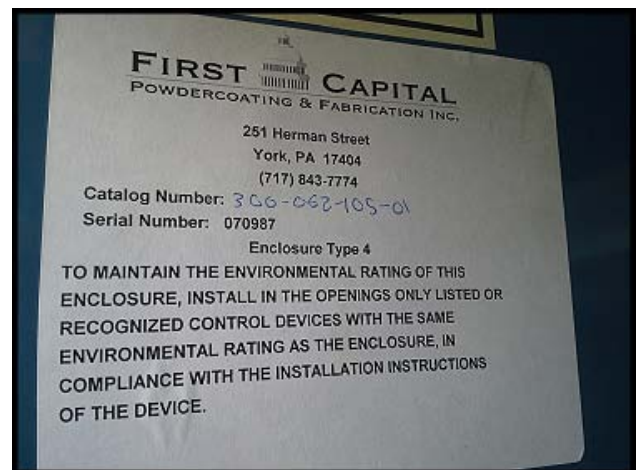 FIRST CAPITAL
POWDERCOATING & FABRICATION INC.
251 Herman Street
York, PA 17404
(717) 843-7774
Catalog Number: 300-062-105-01
Serial Number: 070987
Enclosure Type 4
TO MAINTAIN THE ENVIRONMENTAL RATING OF THIS
ENCLOSURE, INSTALL IN THE OPENINGS ONLY LISTED OR
RECOGNIZED CONTROL DEVICES WITH THE SAME
ENVIRONMENTAL RATING AS THE ENCLOSURE, IN
COMPLIANCE WITH THE INSTALLATION INSTRUCTIONS
OF THE DEVICE.